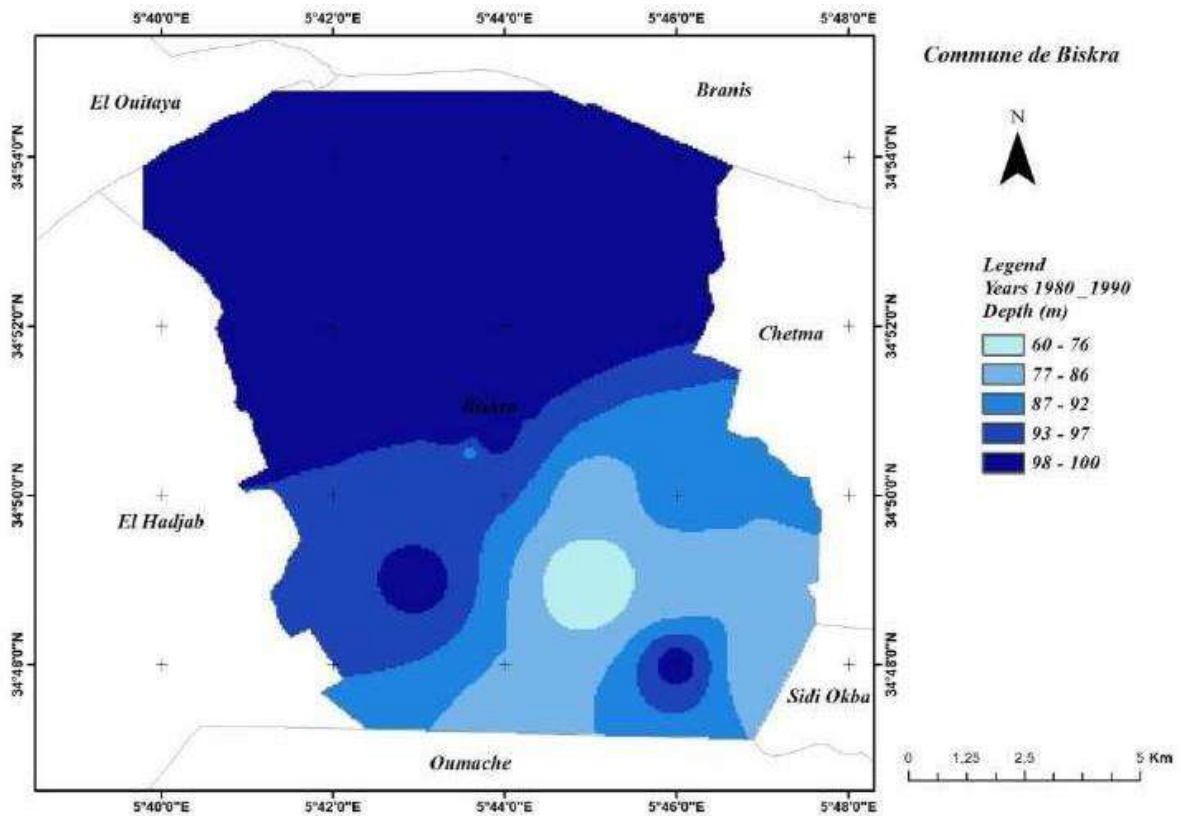 5°40'0"E
5°42'0"E
5°44'0"E
5°46'0"E
5°48'0"E
Commune de Biskra
El Ouitaya
Branis
N
34°54'0"N
34°54'0"N
Legend
Years 1980_1990
Depth (m)
34°52'0"N
Chetma
34°52'0"N
60 - 76
77 - 86
87 - 92
93 - 97
98 - 100
Biskra
34°50'0"N
34°50'0"N
El Hadjab
34°48'0"N
34°48'0"N
Sidi Okba
Oumache
0 1,25 2,5 5 Km
5°40'0"E
5°42'0"E
5°44'0"E
5°46'0"E
5°48'0"E